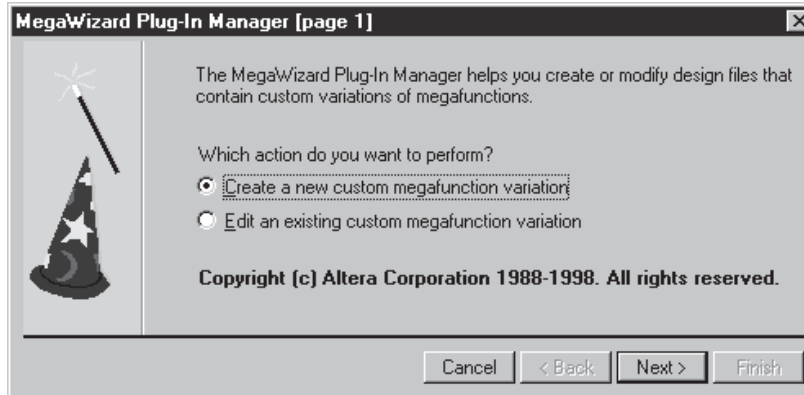 MegaWizard Plug-In Manager [page 1]
The MegaWizard Plug-In Manager helps you create or modify design files that
contain custom variations of megafunctions.
Which action do you want to perform?
Create a new custom megafunction variation
Edit an existing custom megafunction variation
Copyright (c) Altera Corporation 1988-1998. All rights reserved.
Cancel < Back Next > Finish